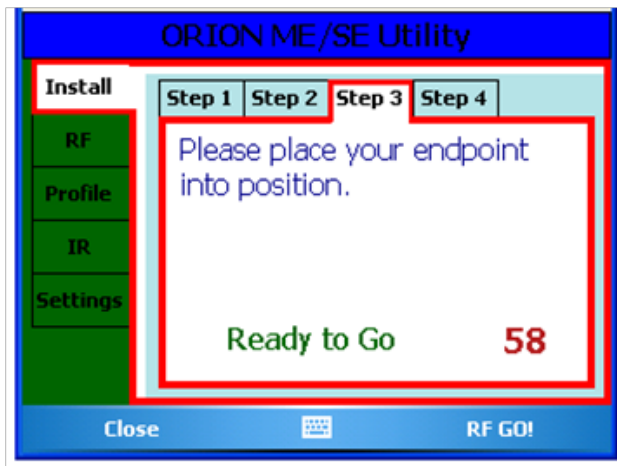 ORION ME/SE Utility
Install
RF
Profile
IR
Settings
Step 1 Step 2 Step 3 Step 4
Please place your endpoint
into position.
Ready to Go 58
Close RF GO!